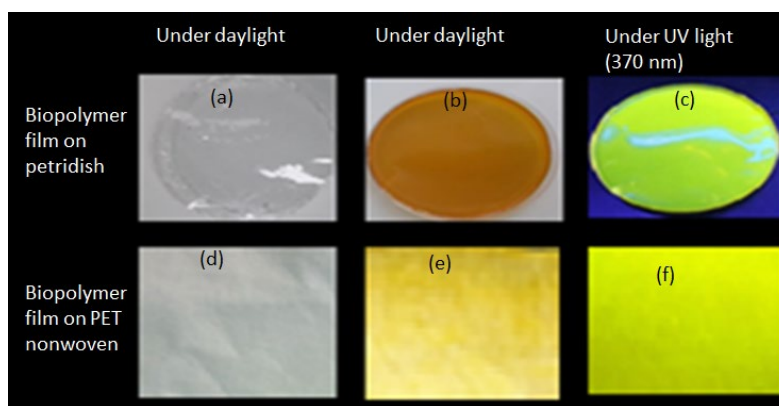 Under daylight
Under daylight
Under UV light
(370 nm)
Biopolymer
film on
petridish
(a)
(b)
(c)
Biopolymer
film on PET
nonwoven
(d)
(e)
(f)